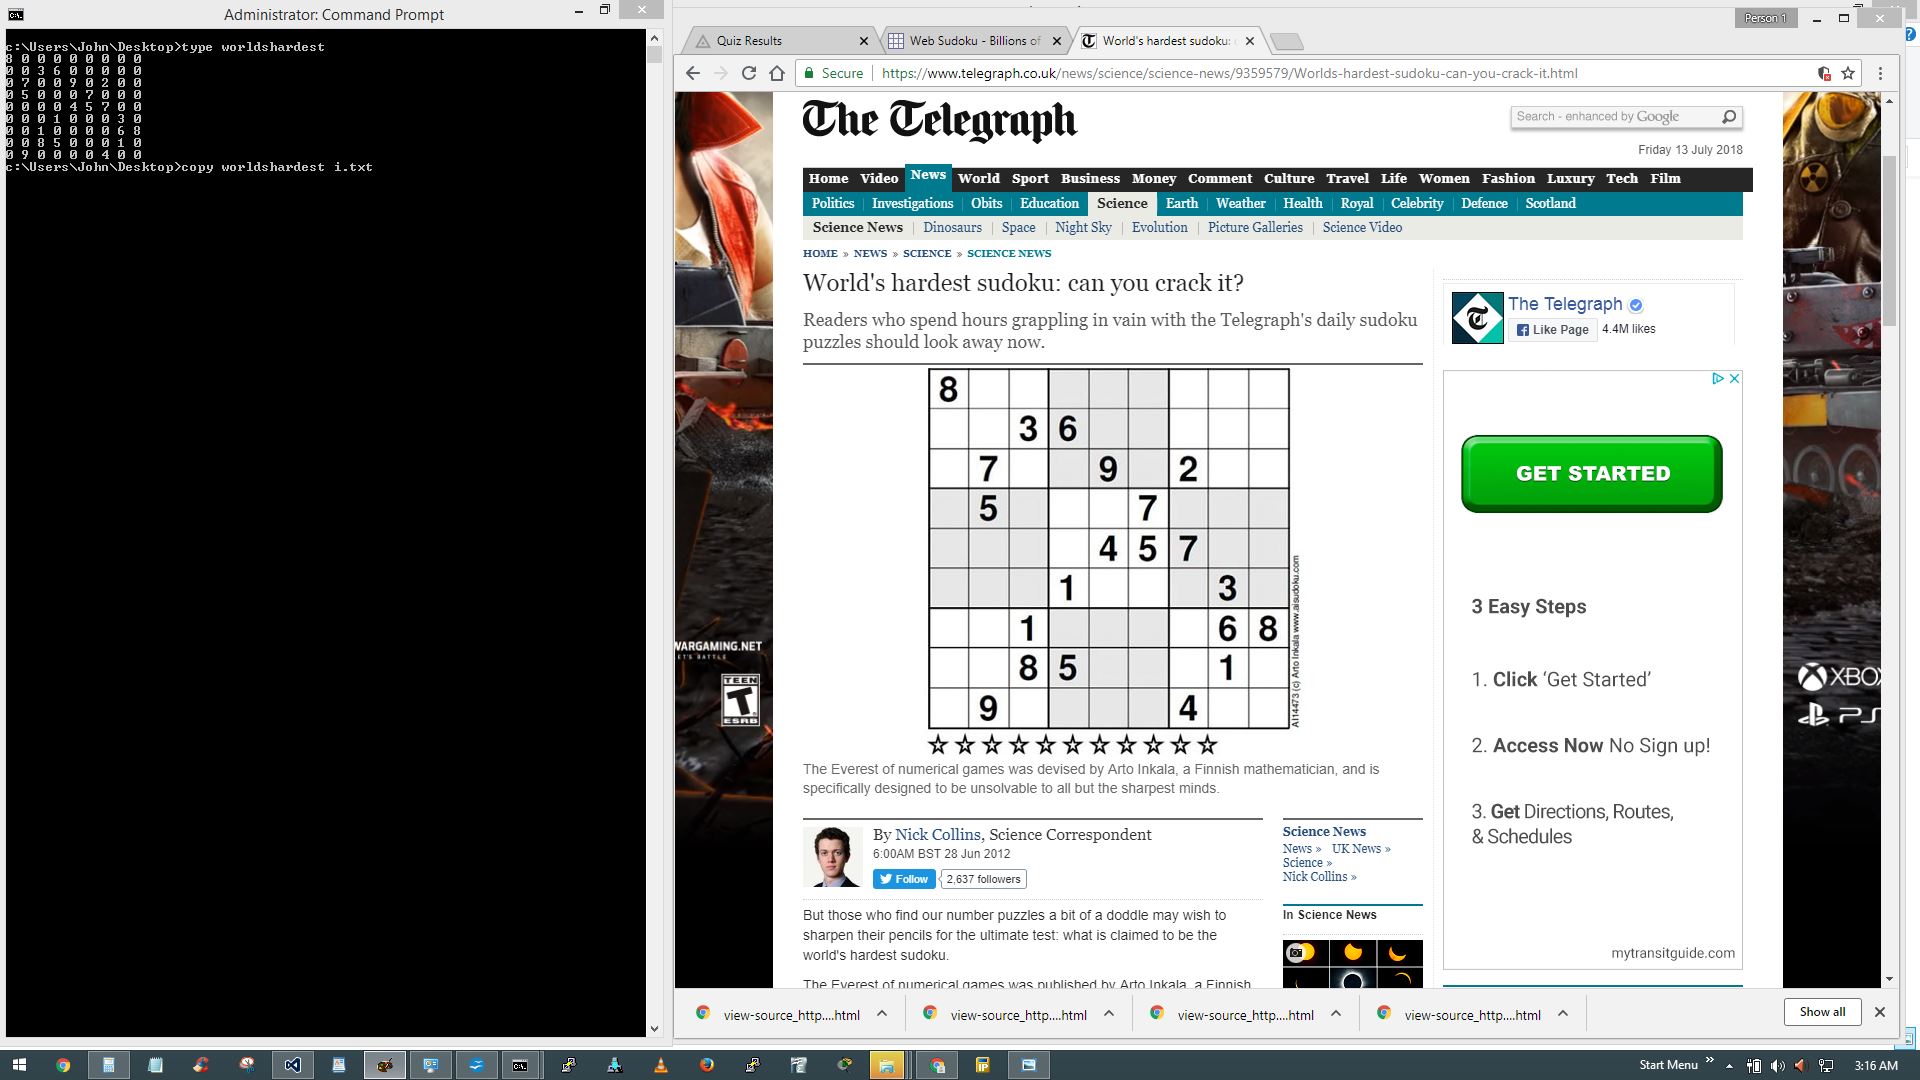 Administrator: Command Prompt
c:\Users\John\Desktop>type worldshardest
8 0 0 0 0 0 0 0 0
0 0 3 6 0 0 0 0 0
0 7 0 0 9 0 2 0 0
0 5 0 0 0 7 0 0 0
0 0 0 0 4 5 7 0 0
0 0 0 1 0 0 0 3 0
0 0 1 0 0 0 0 6 8
0 0 8 5 0 0 0 1 0
0 9 0 0 0 0 4 0 0
c:\Users\John\Desktop>copy worldshardest i.txt
Person 1
Quiz Results
Web Sudoku - Billions of
World's hardest sudoku:
Secure https://www.telegraph.co.uk/news/science/science-news/9359579/Worlds-hardest-sudoku-can-you-crack-it.html
The Telegraph
Search - enhanced by Google
Friday 13 July 2018
Home Video News World Sport Business Money Comment Culture Travel Life Women Fashion Luxury Tech Film
Politics Investigations Obits Education Science Earth Weather Health Royal Celebrity Defence Scotland
Science News Dinosaurs Space Night Sky Evolution Picture Galleries Science Video
HOME » NEWS » SCIENCE » SCIENCE NEWS
World's hardest sudoku: can you crack it?
Readers who spend hours grappling in vain with the Telegraph's daily sudoku
puzzles should look away now.
8
3 6
7 9 2
5 7
4 5 7
1 3
1 6 8
8 5 1
9 4
AI14473 (c) Arto Inkala www.aisudoku.com
The Everest of numerical games was devised by Arto Inkala, a Finnish mathematician, and is
specifically designed to be unsolvable to all but the sharpest minds.
By Nick Collins, Science Correspondent
6:00AM BST 28 Jun 2012
Follow 2,637 followers
But those who find our number puzzles a bit of a doddle may wish to
sharpen their pencils for the ultimate test: what is claimed to be the
world's hardest sudoku.
The Everest of numerical games was published by Arto Inkala, a Finnish
Science News
News » UK News »
Science »
Nick Collins »
In Science News
The Telegraph
Like Page 4.4M likes
GET STARTED
3 Easy Steps
1. Click ‘Get Started’
2. Access Now No Sign up!
3. Get Directions, Routes,
& Schedules
mytransitguide.com
WARGAMING.NET
LET'S BATTLE
TEEN
T
ESRB
XBO
PS
view-source_http....html
view-source_http....html
view-source_http....html
view-source_http....html
Show all
Start Menu
3:16 AM